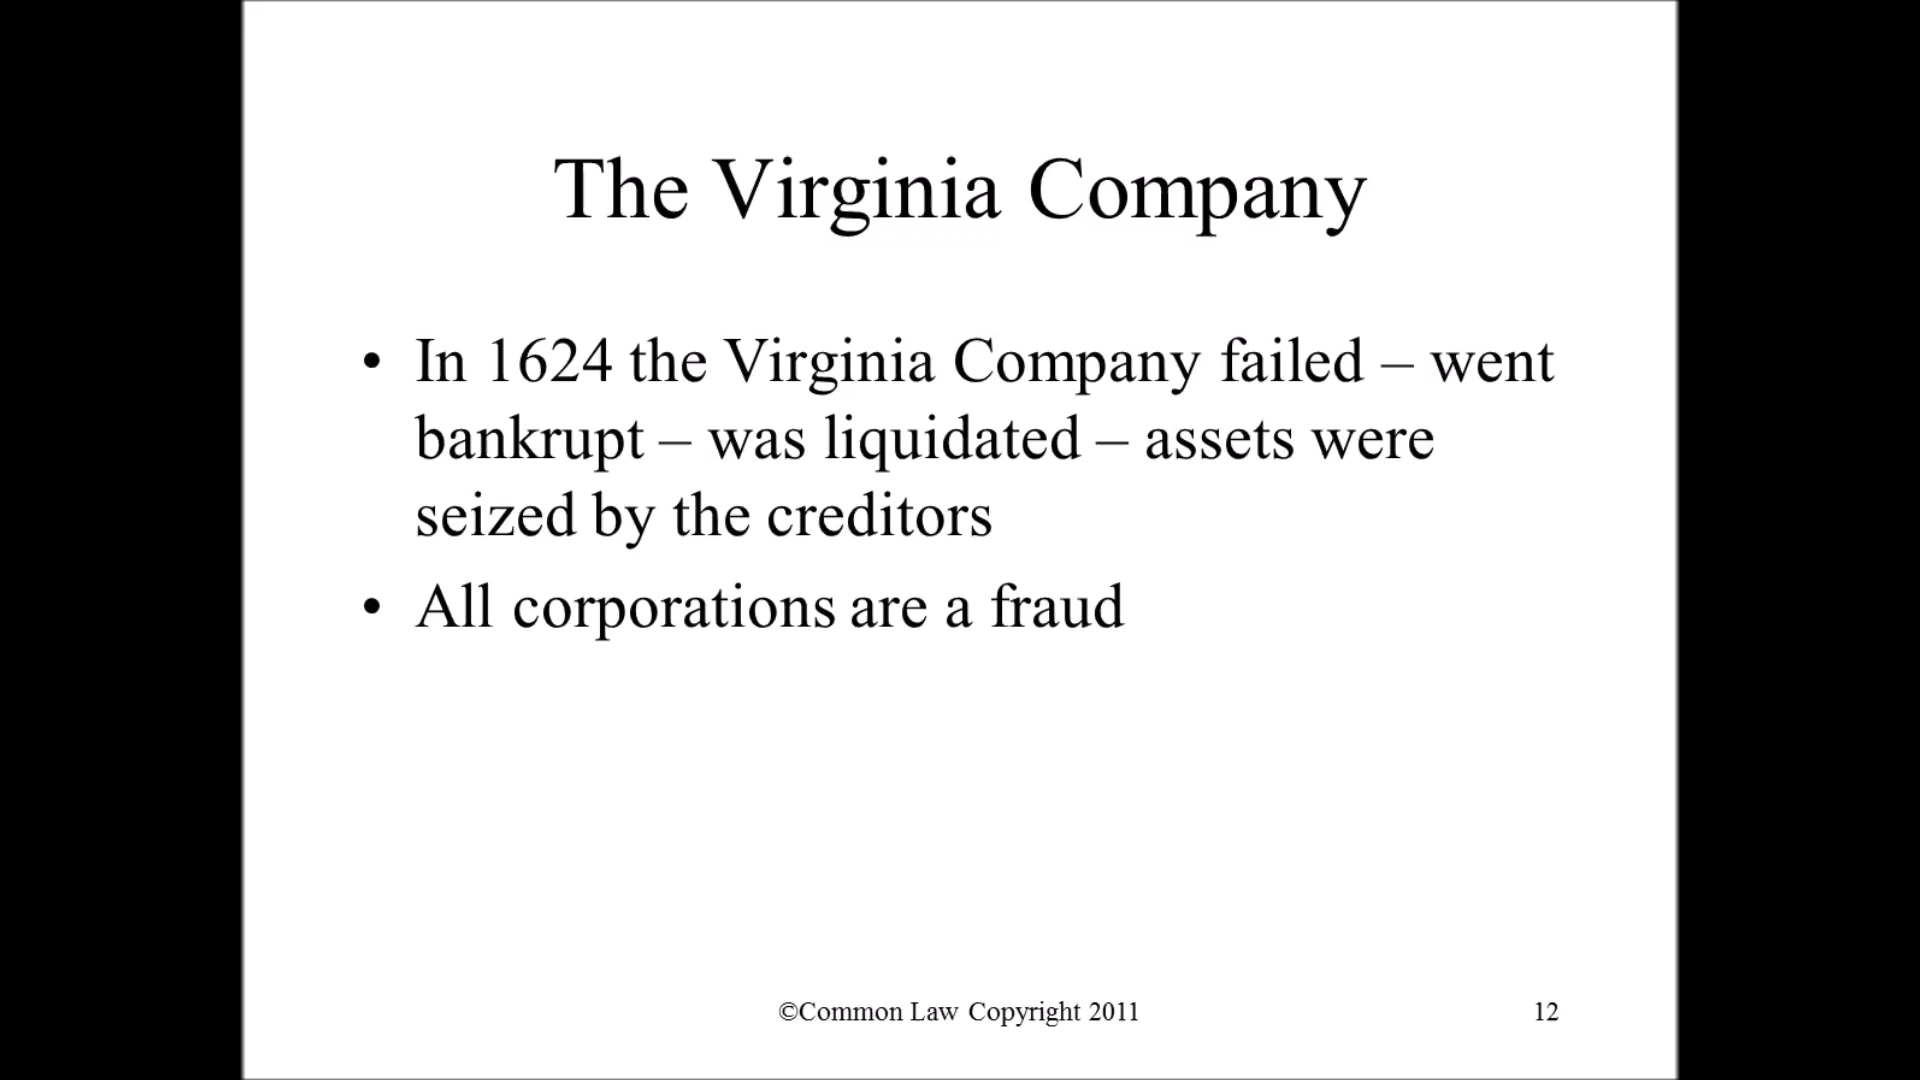 The Virginia Company
• In 1624 the Virginia Company failed – went
bankrupt – was liquidated – assets were
seized by the creditors
• All corporations are a fraud
©Common Law Copyright 2011
12